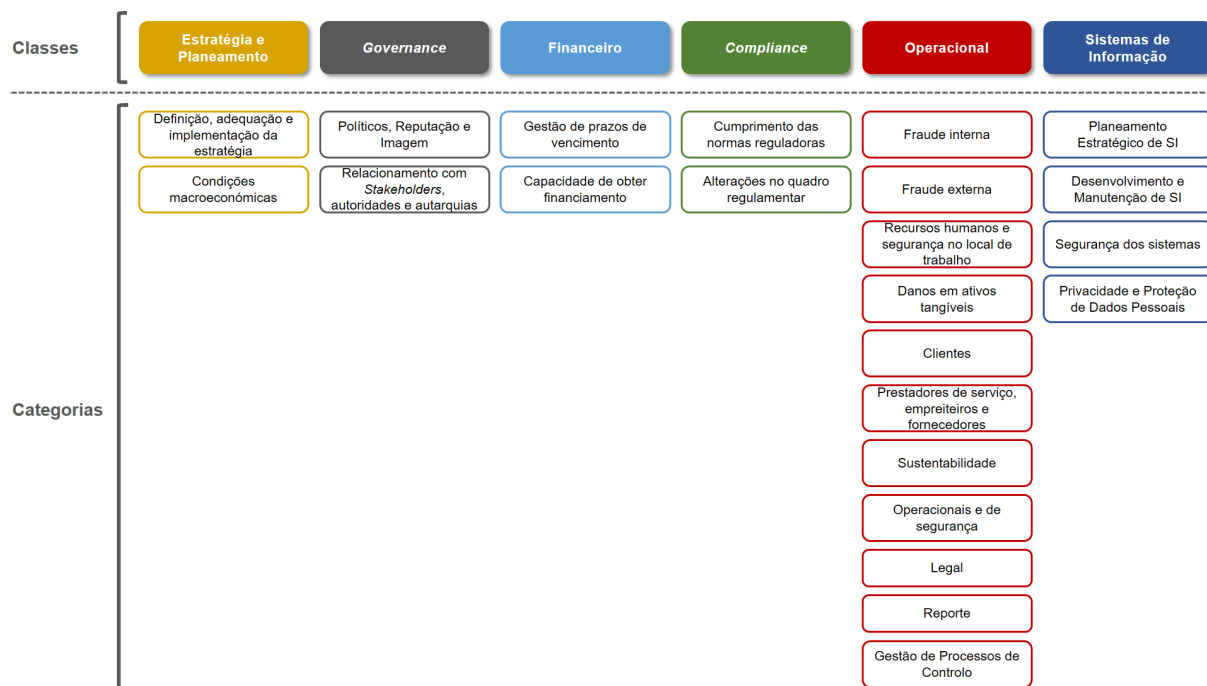 Classes
Estratégia e
Planeamento
Governance
Financeiro
Compliance
Operacional
Sistemas de
Informação
Categorias
Definição, adequação e
implementação da
estratégia
Condições
macroeconómicas
Políticos, Reputação e
Imagem
Relacionamento com
Stakeholders,
autoridades e autarquias
Gestão de prazos de
vencimento
Capacidade de obter
financiamento
Cumprimento das
normas reguladoras
Alterações no quadro
regulamentar
Fraude interna
Fraude externa
Recursos humanos e
segurança no local de
trabalho
Danos em ativos
tangíveis
Clientes
Prestadores de serviço,
empreiteiros e
fornecedores
Sustentabilidade
Operacionais e de
segurança
Legal
Reporte
Gestão de Processos de
Controlo
Planeamento
Estratégico de SI
Desenvolvimento e
Manutenção de SI
Segurança dos sistemas
Privacidade e Proteção
de Dados Pessoais